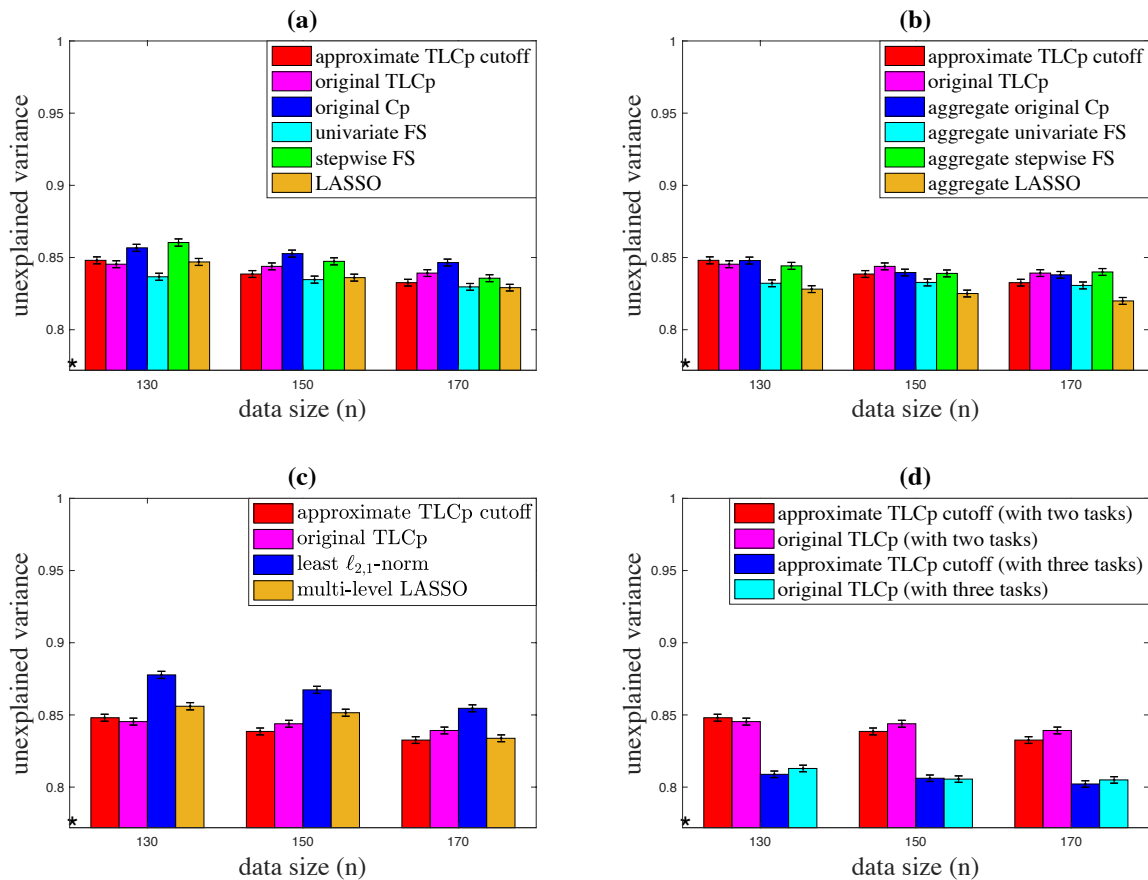 (a)
1
0.95
0.9
0.85
0.8
unexplained variance
approximate TLCp cutoff
original TLCp
original Cp
univariate FS
stepwise FS
LASSO
*
130 150 170
data size (n)
(b)
1
0.95
0.9
0.85
0.8
unexplained variance
approximate TLCp cutoff
original TLCp
aggregate original Cp
aggregate univariate FS
aggregate stepwise FS
aggregate LASSO
*
130 150 170
data size (n)
(c)
1
0.95
0.9
0.85
0.8
unexplained variance
approximate TLCp cutoff
original TLCp
least ℓ2,1-norm
multi-level LASSO
*
130 150 170
data size (n)
(d)
1
0.95
0.9
0.85
0.8
unexplained variance
approximate TLCp cutoff (with two tasks)
original TLCp (with two tasks)
approximate TLCp cutoff (with three tasks)
original TLCp (with three tasks)
*
130 150 170
data size (n)